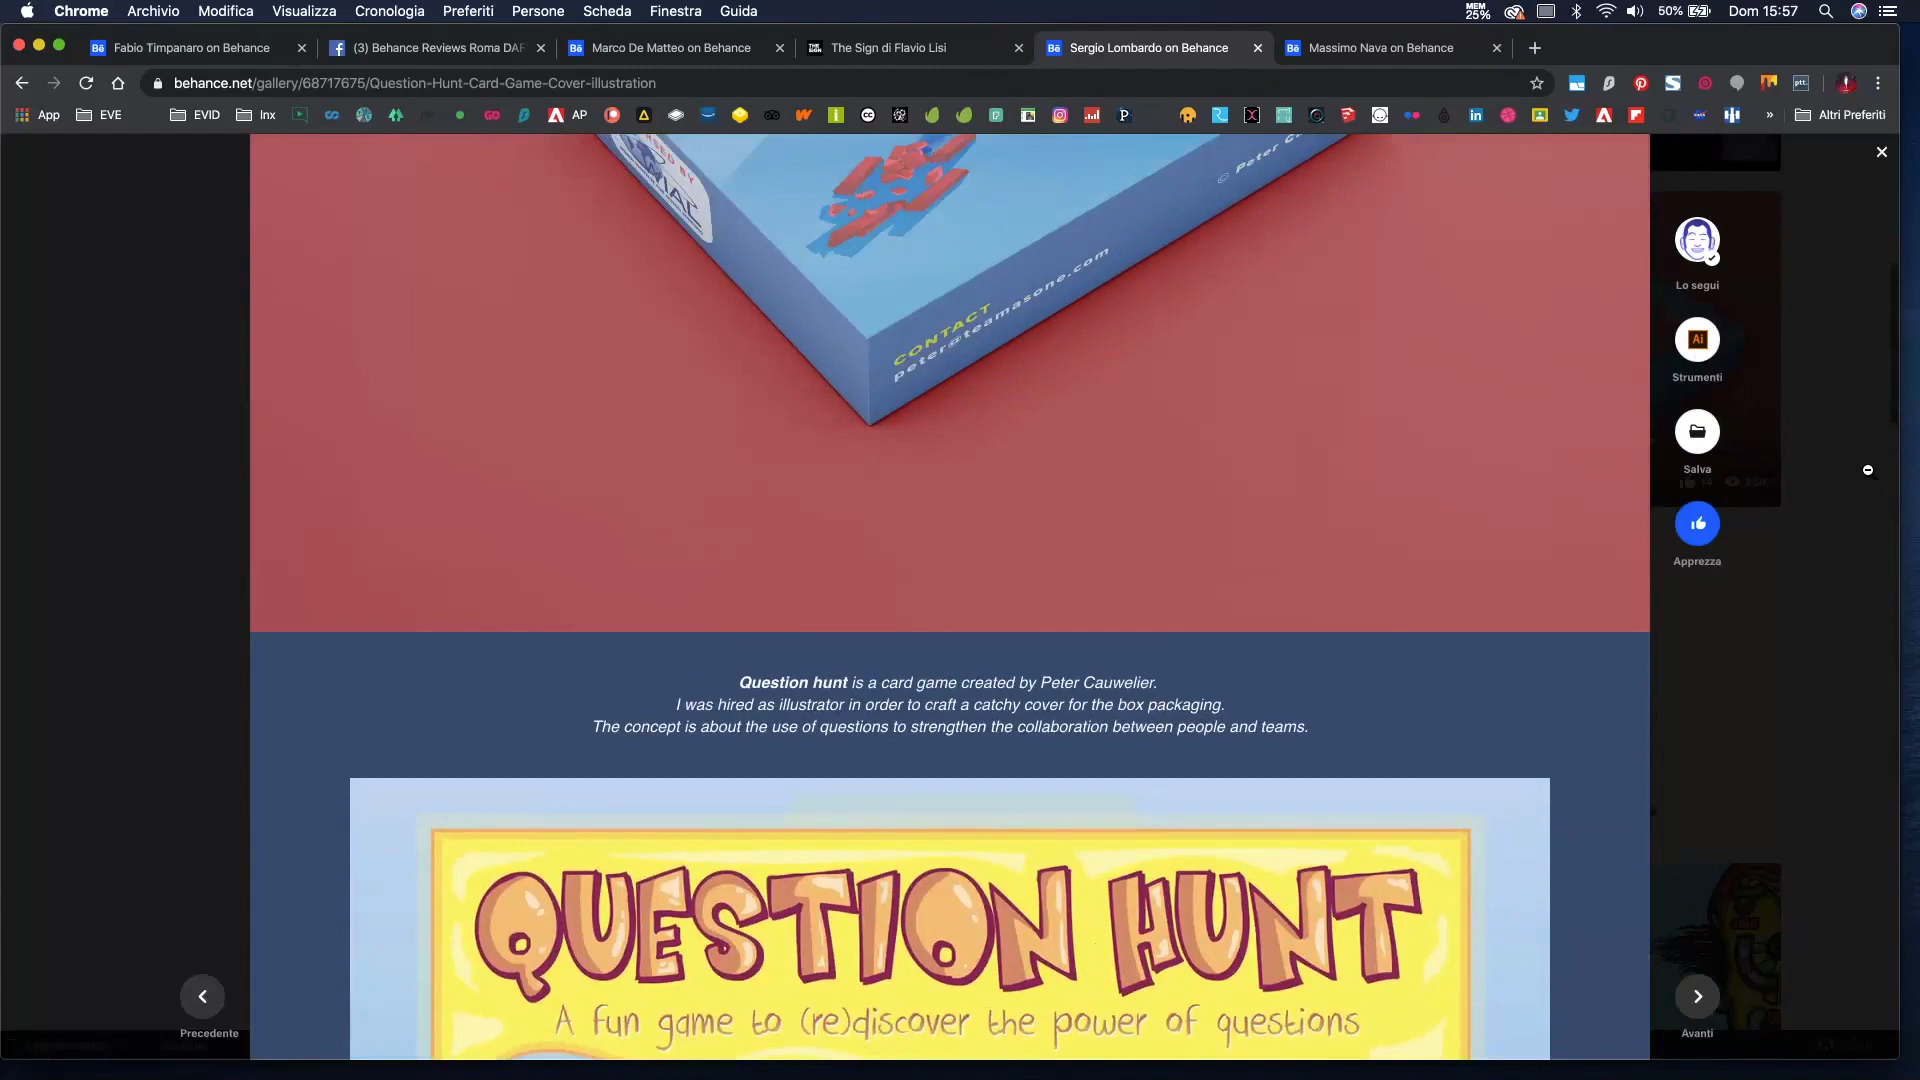 Chrome Archivio Modifica Visualizza Cronologia Preferiti Persone Scheda Finestra Guida MEM 25% 50% Dom 15:57
Fabio Timpanaro on Behance (3) Behance Reviews Roma DAF Marco De Matteo on Behance The Sign di Flavio Lisi Sergio Lombardo on Behance Massimo Nava on Behance
behance.net/gallery/68717675/Question-Hunt-Card-Game-Cover-illustration
App EVE EVID Inx AP Altri Preferiti
© Peter
CONTACT
peter@teamasone.com
Lo segui
Ai
Strumenti
Salva
Apprezza
Question hunt is a card game created by Peter Cauwelier.
I was hired as illustrator in order to craft a catchy cover for the box packaging.
The concept is about the use of questions to strengthen the collaboration between people and teams.
QUESTION HUNT
A fun game to (re)discover the power of questions
Precedente
Avanti